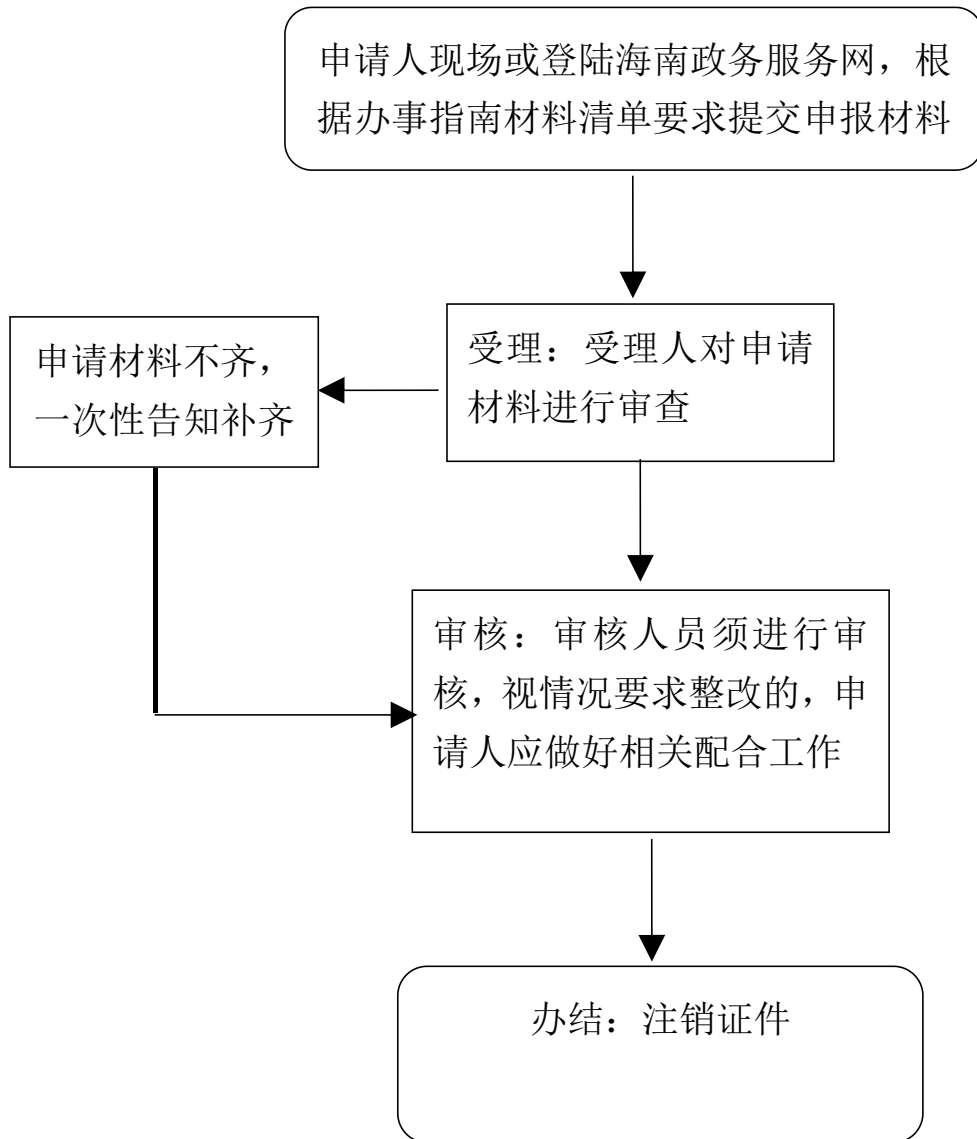 申请人现场或登陆海南政务服务网，根
据办事指南材料清单要求提交申报材料
申请材料不齐，
一次性告知补齐
受理：受理人对申请
材料进行审查
审核：审核人员须进行审
核，视情况要求整改的，申
请人应做好相关配合工作
办结：注销证件